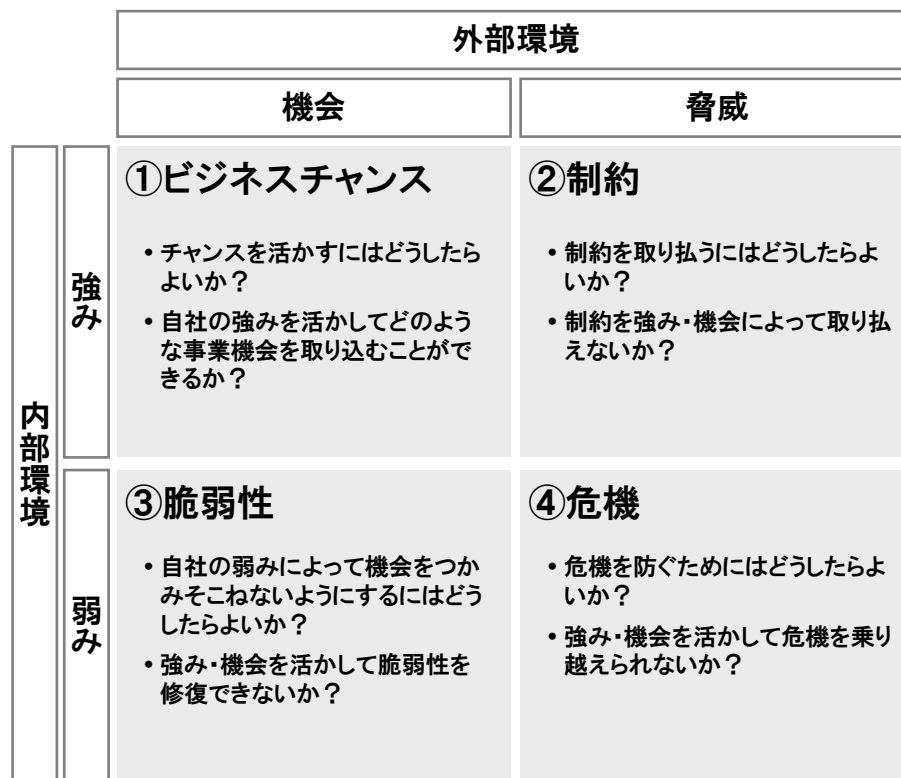 外部環境
機会
脅威
内部環境
強み
①ビジネスチャンス
• チャンスを活かすにはどうしたら
よいか？
• 自社の強みを活かしてどのよう
な事業機会を取り込むことがで
きるか？
②制約
• 制約を取り払うにはどうしたらよ
いか？
• 制約を強み・機会によって取り払
えないか？
弱み
③脆弱性
• 自社の弱みによって機会をつか
みそこねないようにするにはどう
したらよいか？
• 強み・機会を活かして脆弱性を
修復できないか？
④危機
• 危機を防ぐためにはどうしたらよ
いか？
• 強み・機会を活かして危機を乗り
越えられないか？